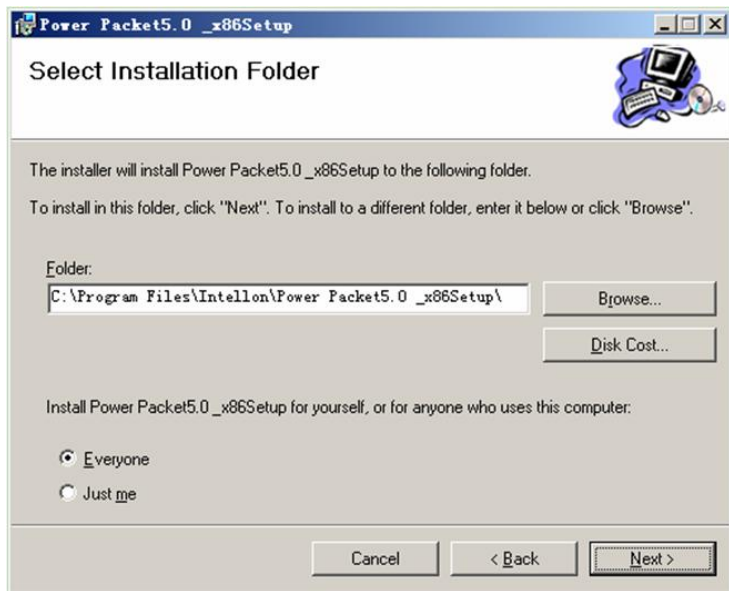 Power Packet5.0 _x86Setup
Select Installation Folder
The installer will install Power Packet5.0 _x86Setup to the following folder.
To install in this folder, click "Next". To install to a different folder, enter it below or click "Browse".
Folder:
C:\Program Files\Intellon\Power Packet5.0 _x86Setup\
Browse...
Disk Cost...
Install Power Packet5.0 _x86Setup for yourself, or for anyone who uses this computer:
Everyone
Just me
Cancel
< Back
Next >